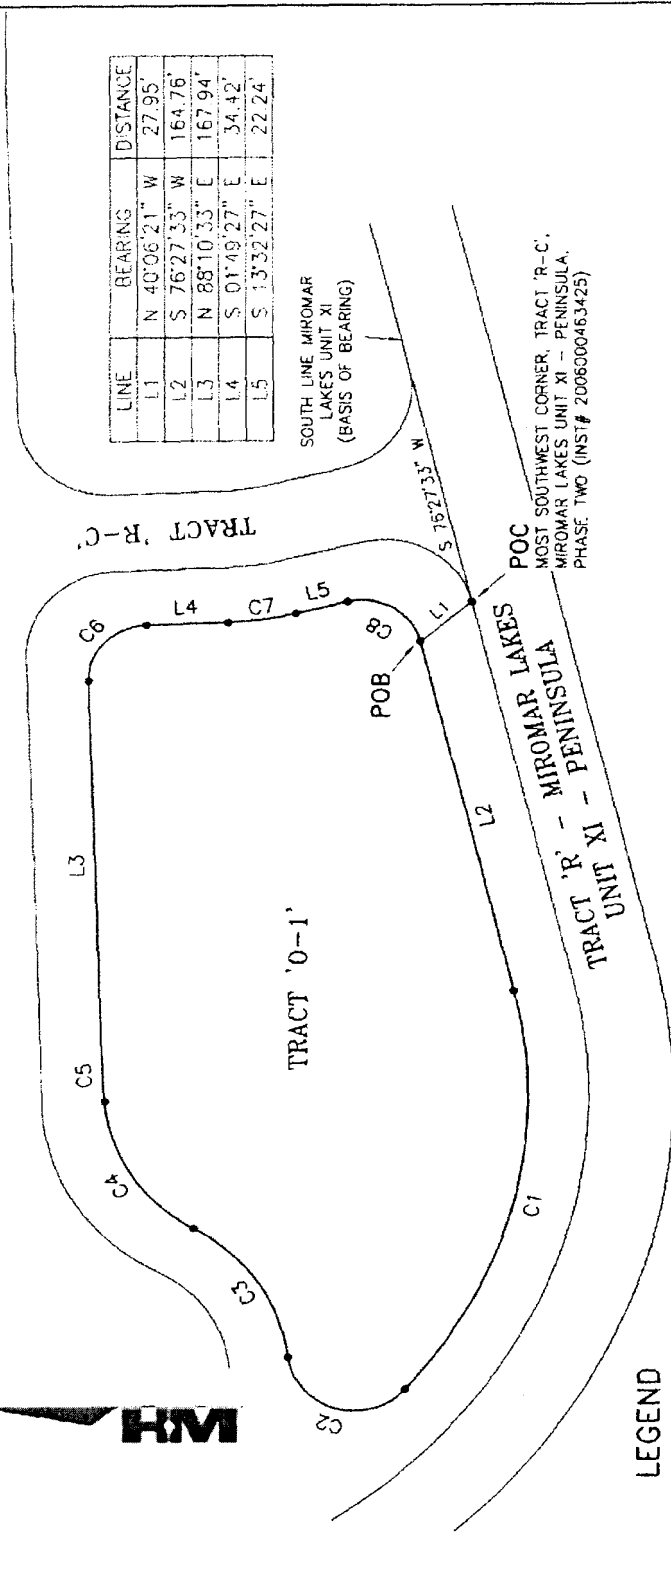 LINE BEARING DISTANCE
L1 N 40°06'21" W 27.95'
L2 S 76°27'33" W 164.76'
L3 N 88°10'33" E 167.94'
L4 S 01°49'27" E 34.42'
L5 S 13°32'27" E 22.24'
SOUTH LINE MIROMAR
LAKES UNIT XI
(BASIS OF BEARING)
TRACT 'R-C'
S 76°27'33" W
C6
L4
C7
L5
C8
L1
POB
POC
MOST SOUTHWEST CORNER, TRACT 'R-C',
MIROMAR LAKES UNIT XI - PENINSULA,
PHASE TWO (INST# 2006000463425)
L3
L2
TRACT 'O-1'
TRACT 'R' - MIROMAR LAKES
UNIT XI - PENINSULA
C5
C4
C3
C2
C1
HM
LEGEND